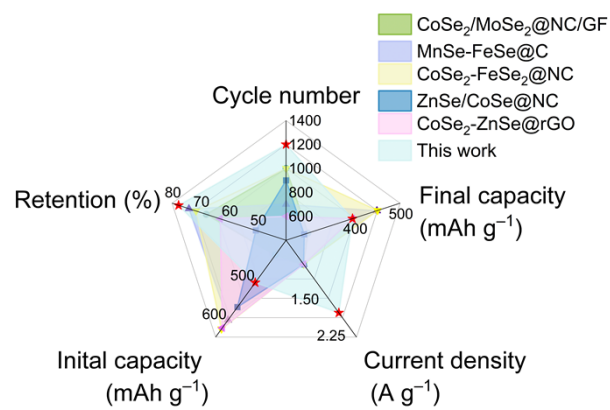 CoSe₂/MoSe₂@NC/GF
MnSe-FeSe@C
CoSe₂-FeSe₂@NC
ZnSe/CoSe@NC
CoSe₂-ZnSe@rGO
This work
Cycle number
1400
1200
1000
800
600
Retention (%)
80
70
60
50
Final capacity
(mAh g⁻¹)
500
400
500
600
Inital capacity
(mAh g⁻¹)
1.50
2.25
Current density
(A g⁻¹)